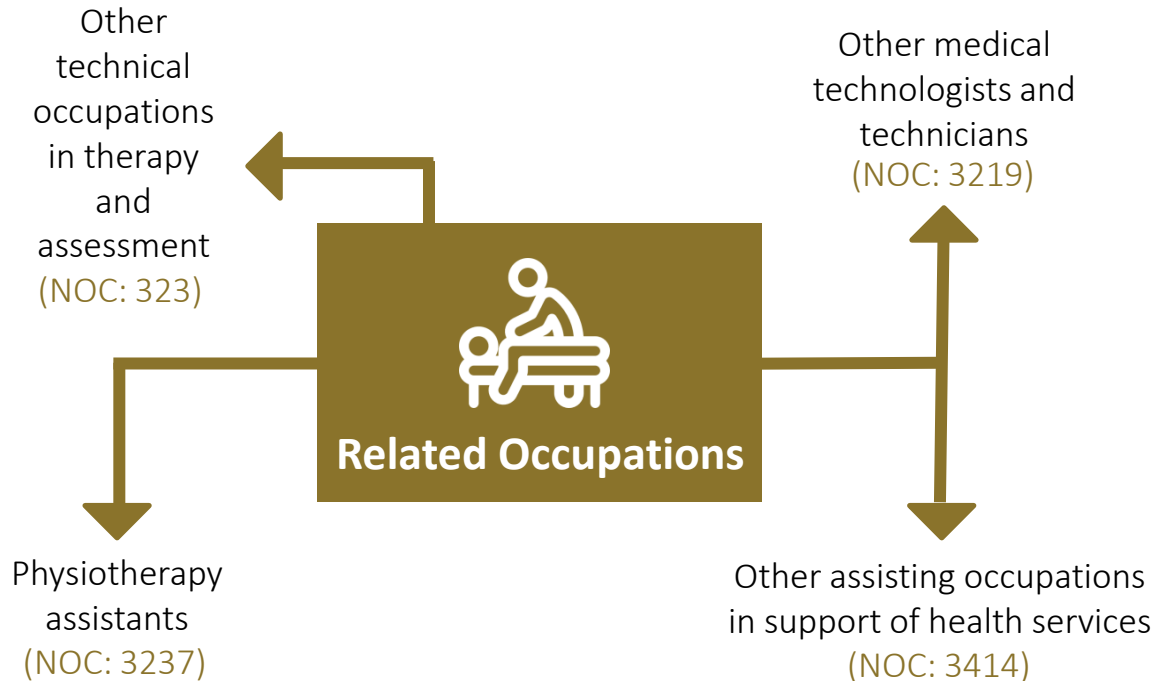 Other
technical
occupations
in therapy
and
assessment
(NOC: 323)
Other medical
technologists and
technicians
(NOC: 3219)
Related Occupations
Physiotherapy
assistants
(NOC: 3237)
Other assisting occupations
in support of health services
(NOC: 3414)